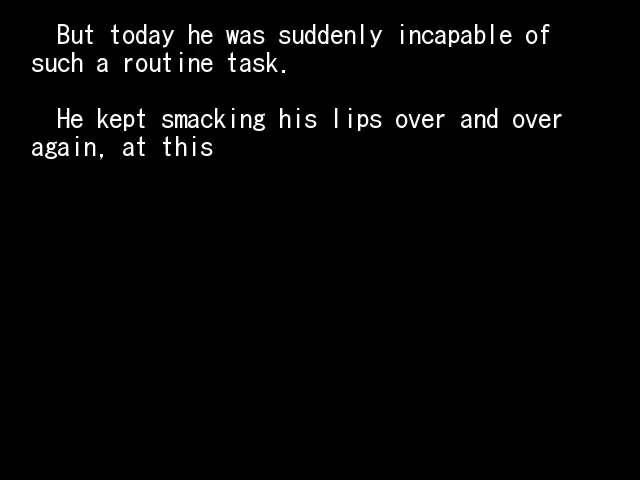 But today he was suddenly incapable of
such a routine task.
He kept smacking his lips over and over
again, at this